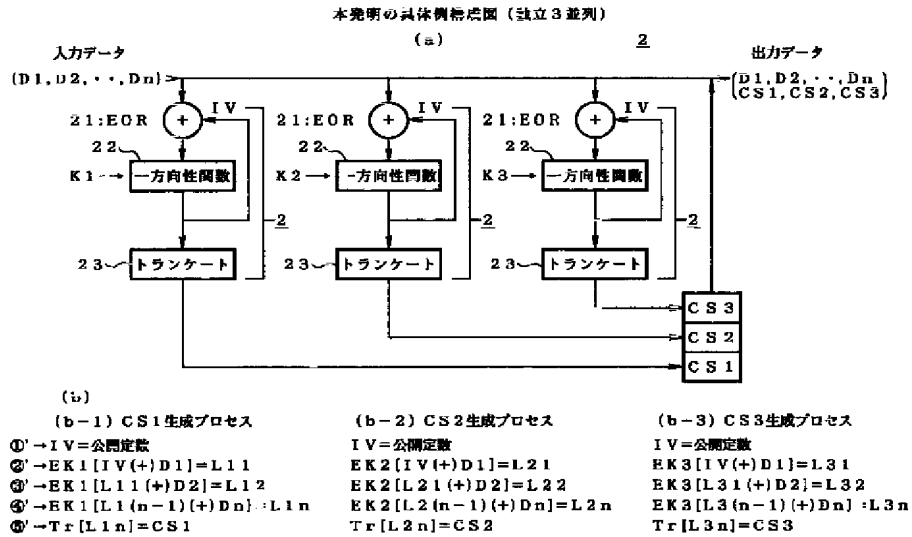 本発明の具体例構成図(独立3並列)
(a)
2
入力データ
(D1,D2,・・,Dn)
出力データ
(D1,D2,・・,Dn
CS1,CS2,CS3)
IV
IV
IV
21:EOR
21:EOR
21:EOR
+
+
+
22
22
22
K1→ 一方向性関数
K2→ 一方向性関数
K3→ 一方向性関数
2
2
2
23 トランケート
23 トランケート
23 トランケート
CS3
CS2
CS1
(b)
(b-1) CS1生成プロセス
①'→IV=公開定数
②'→EK1[IV(+)D1]=L11
③'→EK1[L11(+)D2]=L12
④'→EK1[L1(n-1)(+)Dn]=L1n
⑤'→Tr[L1n]=CS1
(b-2) CS2生成プロセス
IV=公開定数
EK2[IV(+)D1]=L21
EK2[L21(+)D2]=L22
EK2[L2(n-1)(+)Dn]=L2n
Tr[L2n]=CS2
(b-3) CS3生成プロセス
IV=公開定数
EK3[IV(+)D1]=L31
EK3[L31(+)D2]=L32
EK3[L3(n-1)(+)Dn]=L3n
Tr[L3n]=CS3